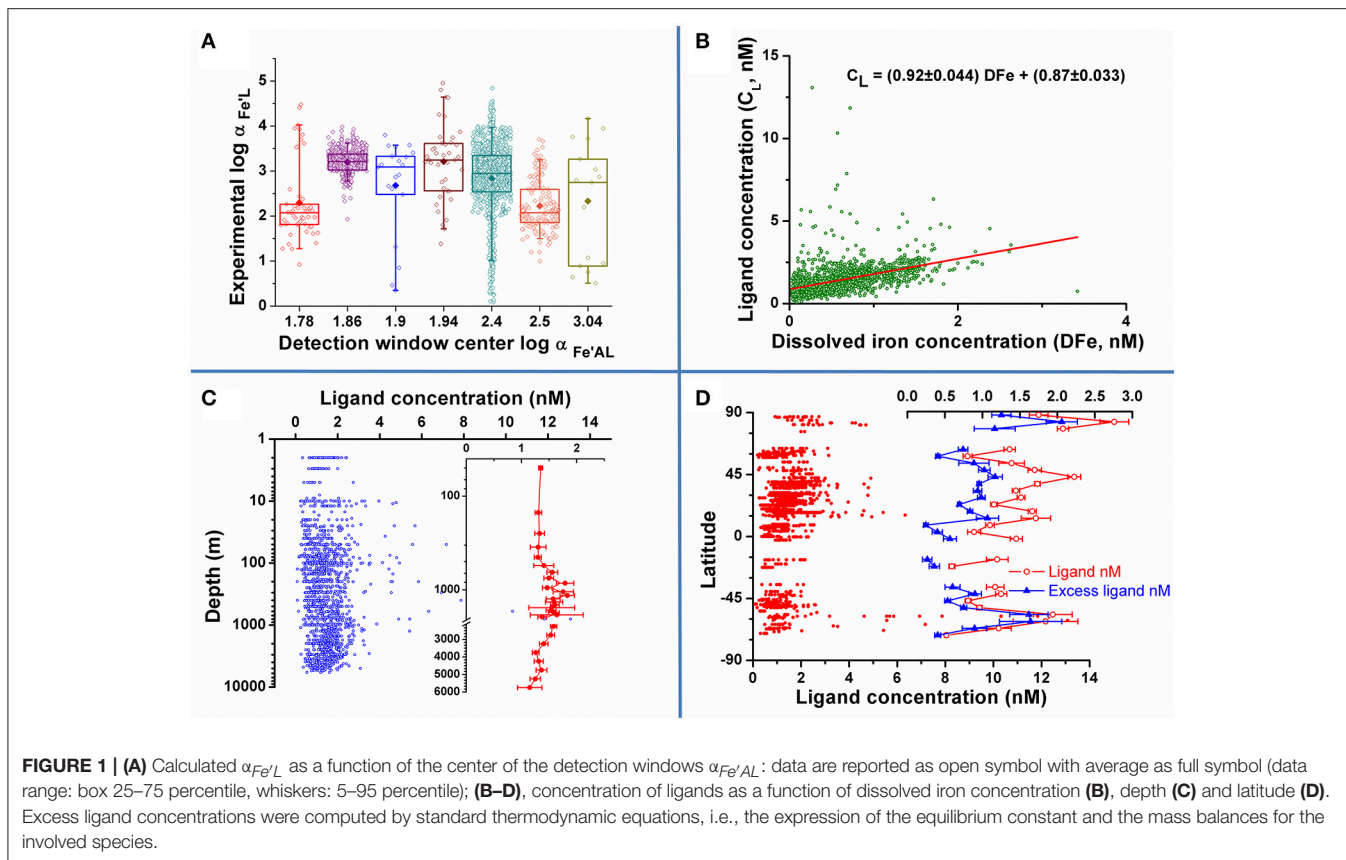 A
Experimental log α Fe'L
5
4
3
2
1
0
1.78 1.86 1.9 1.94 2.4 2.5 3.04
Detection window center log α Fe'AL
B
Ligand concentration (CL, nM)
15
10
5
0
CL = (0.92±0.044) DFe + (0.87±0.033)
0 2 4
Dissolved iron concentration (DFe, nM)
C
Ligand concentration (nM)
0 2 4 6 8 10 12 14
Depth (m)
1
10
100
1000
10000
0 1 2
100
1000
2000
3000
4000
5000
6000
D
0.0 0.5 1.0 1.5 2.0 2.5 3.0
Latitude
90
45
0
-45
-90
Ligand nM
Excess ligand nM
0 2 4 6 8 10 12 14
Ligand concentration (nM)
FIGURE 1 | (A) Calculated αFe′L as a function of the center of the detection windows αFe′AL: data are reported as open symbol with average as full symbol (data
range: box 25–75 percentile, whiskers: 5–95 percentile); (B–D), concentration of ligands as a function of dissolved iron concentration (B), depth (C) and latitude (D).
Excess ligand concentrations were computed by standard thermodynamic equations, i.e., the expression of the equilibrium constant and the mass balances for the
involved species.